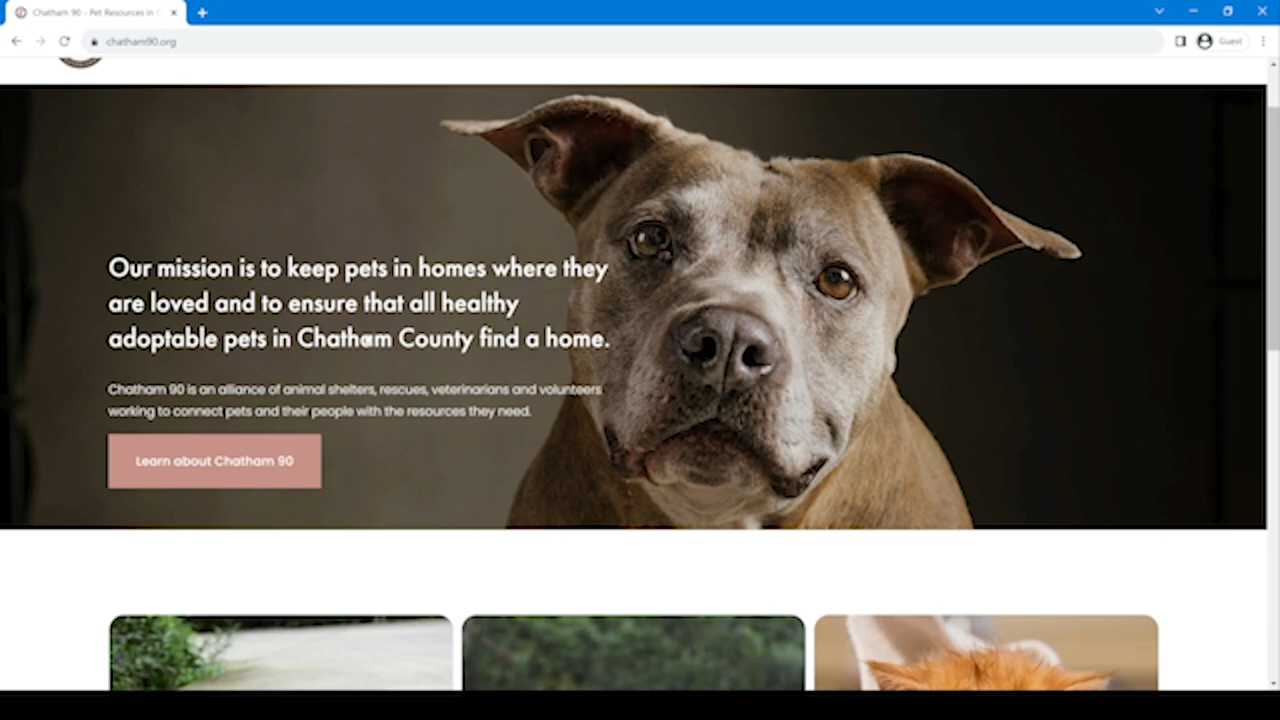 Chatham 90 - Pet Resources in C
chatham90.org
Guest
Our mission is to keep pets in homes where they
are loved and to ensure that all healthy
adoptable pets in Chatham County find a home.
Chatham 90 is an alliance of animal shelters, rescues, veterinarians and volunteers
working to connect pets and their people with the resources they need.
Learn about Chatham 90